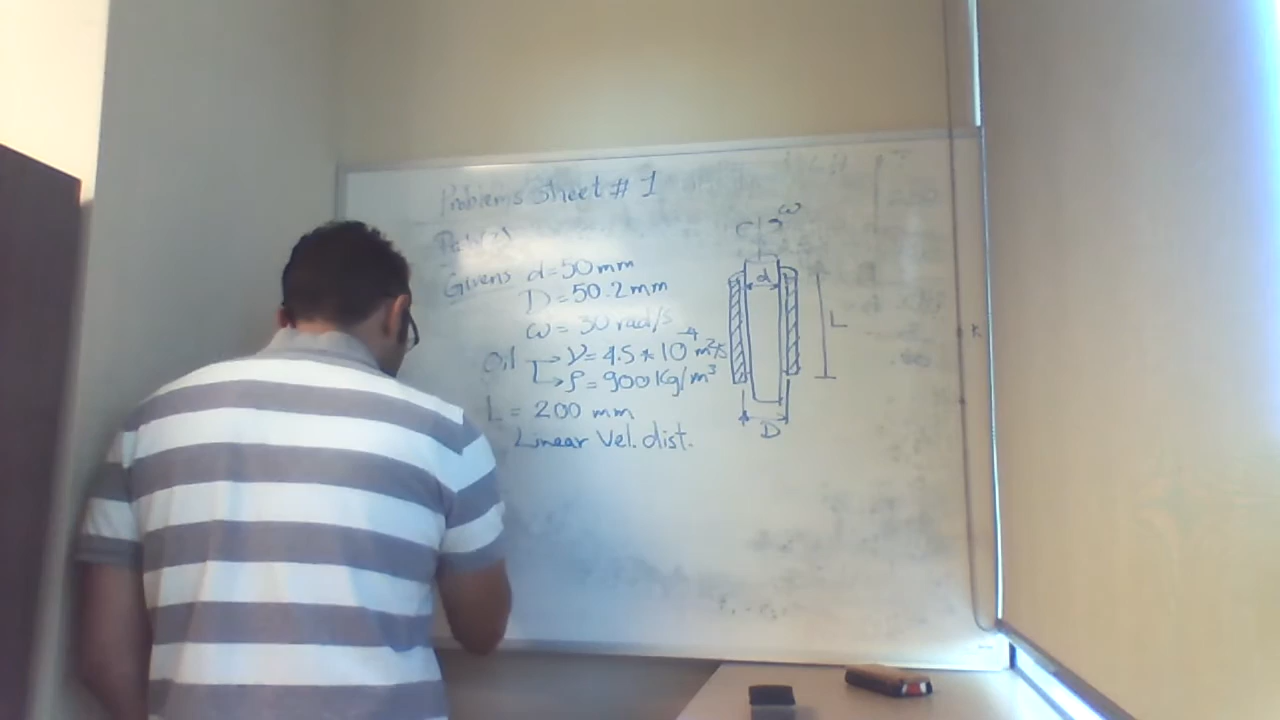 Problems Sheet # 1
Givens d = 50 mm
D = 50.2 mm
ω = 30 rad/s
Oil → ν = 4.5 * 10⁻⁴ m²/s
→ ρ = 900 Kg/m³
L = 200 mm
Linear Vel. dist.
ω
d
L
D